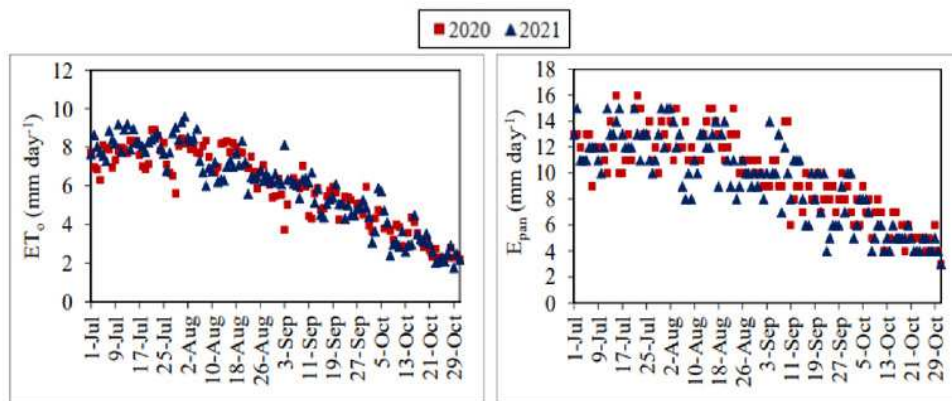 2020 2021
ET₀ (mm day⁻¹)
12
10
8
6
4
2
0
1-Jul
9-Jul
17-Jul
25-Jul
2-Aug
10-Aug
18-Aug
26-Aug
3-Sep
11-Sep
19-Sep
27-Sep
5-Oct
13-Oct
21-Oct
29-Oct
E_pan (mm day⁻¹)
18
16
14
12
10
8
6
4
2
0
1-Jul
9-Jul
17-Jul
25-Jul
2-Aug
10-Aug
18-Aug
26-Aug
3-Sep
11-Sep
19-Sep
27-Sep
5-Oct
13-Oct
21-Oct
29-Oct